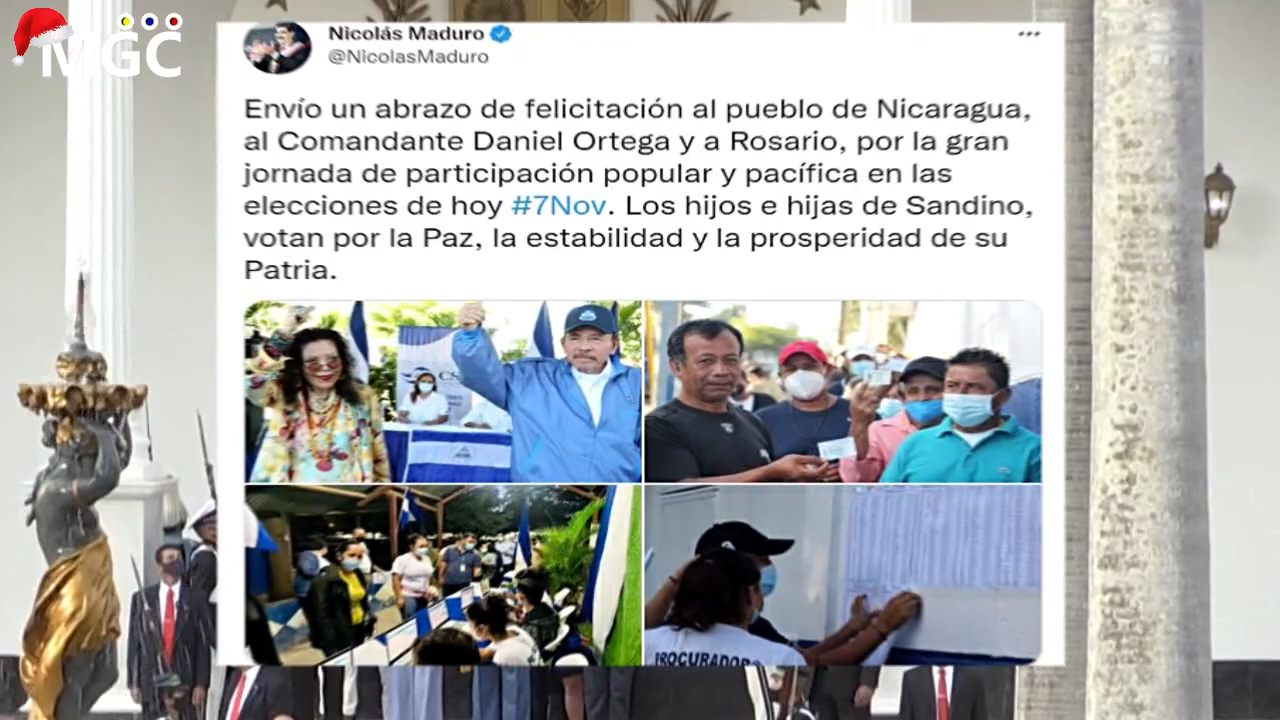 MGC
Nicolás Maduro
@NicolasMaduro
Envío un abrazo de felicitación al pueblo de Nicaragua,
al Comandante Daniel Ortega y a Rosario, por la gran
jornada de participación popular y pacífica en las
elecciones de hoy #7Nov. Los hijos e hijas de Sandino,
votan por la Paz, la estabilidad y la prosperidad de su
Patria.
PROCURADOR